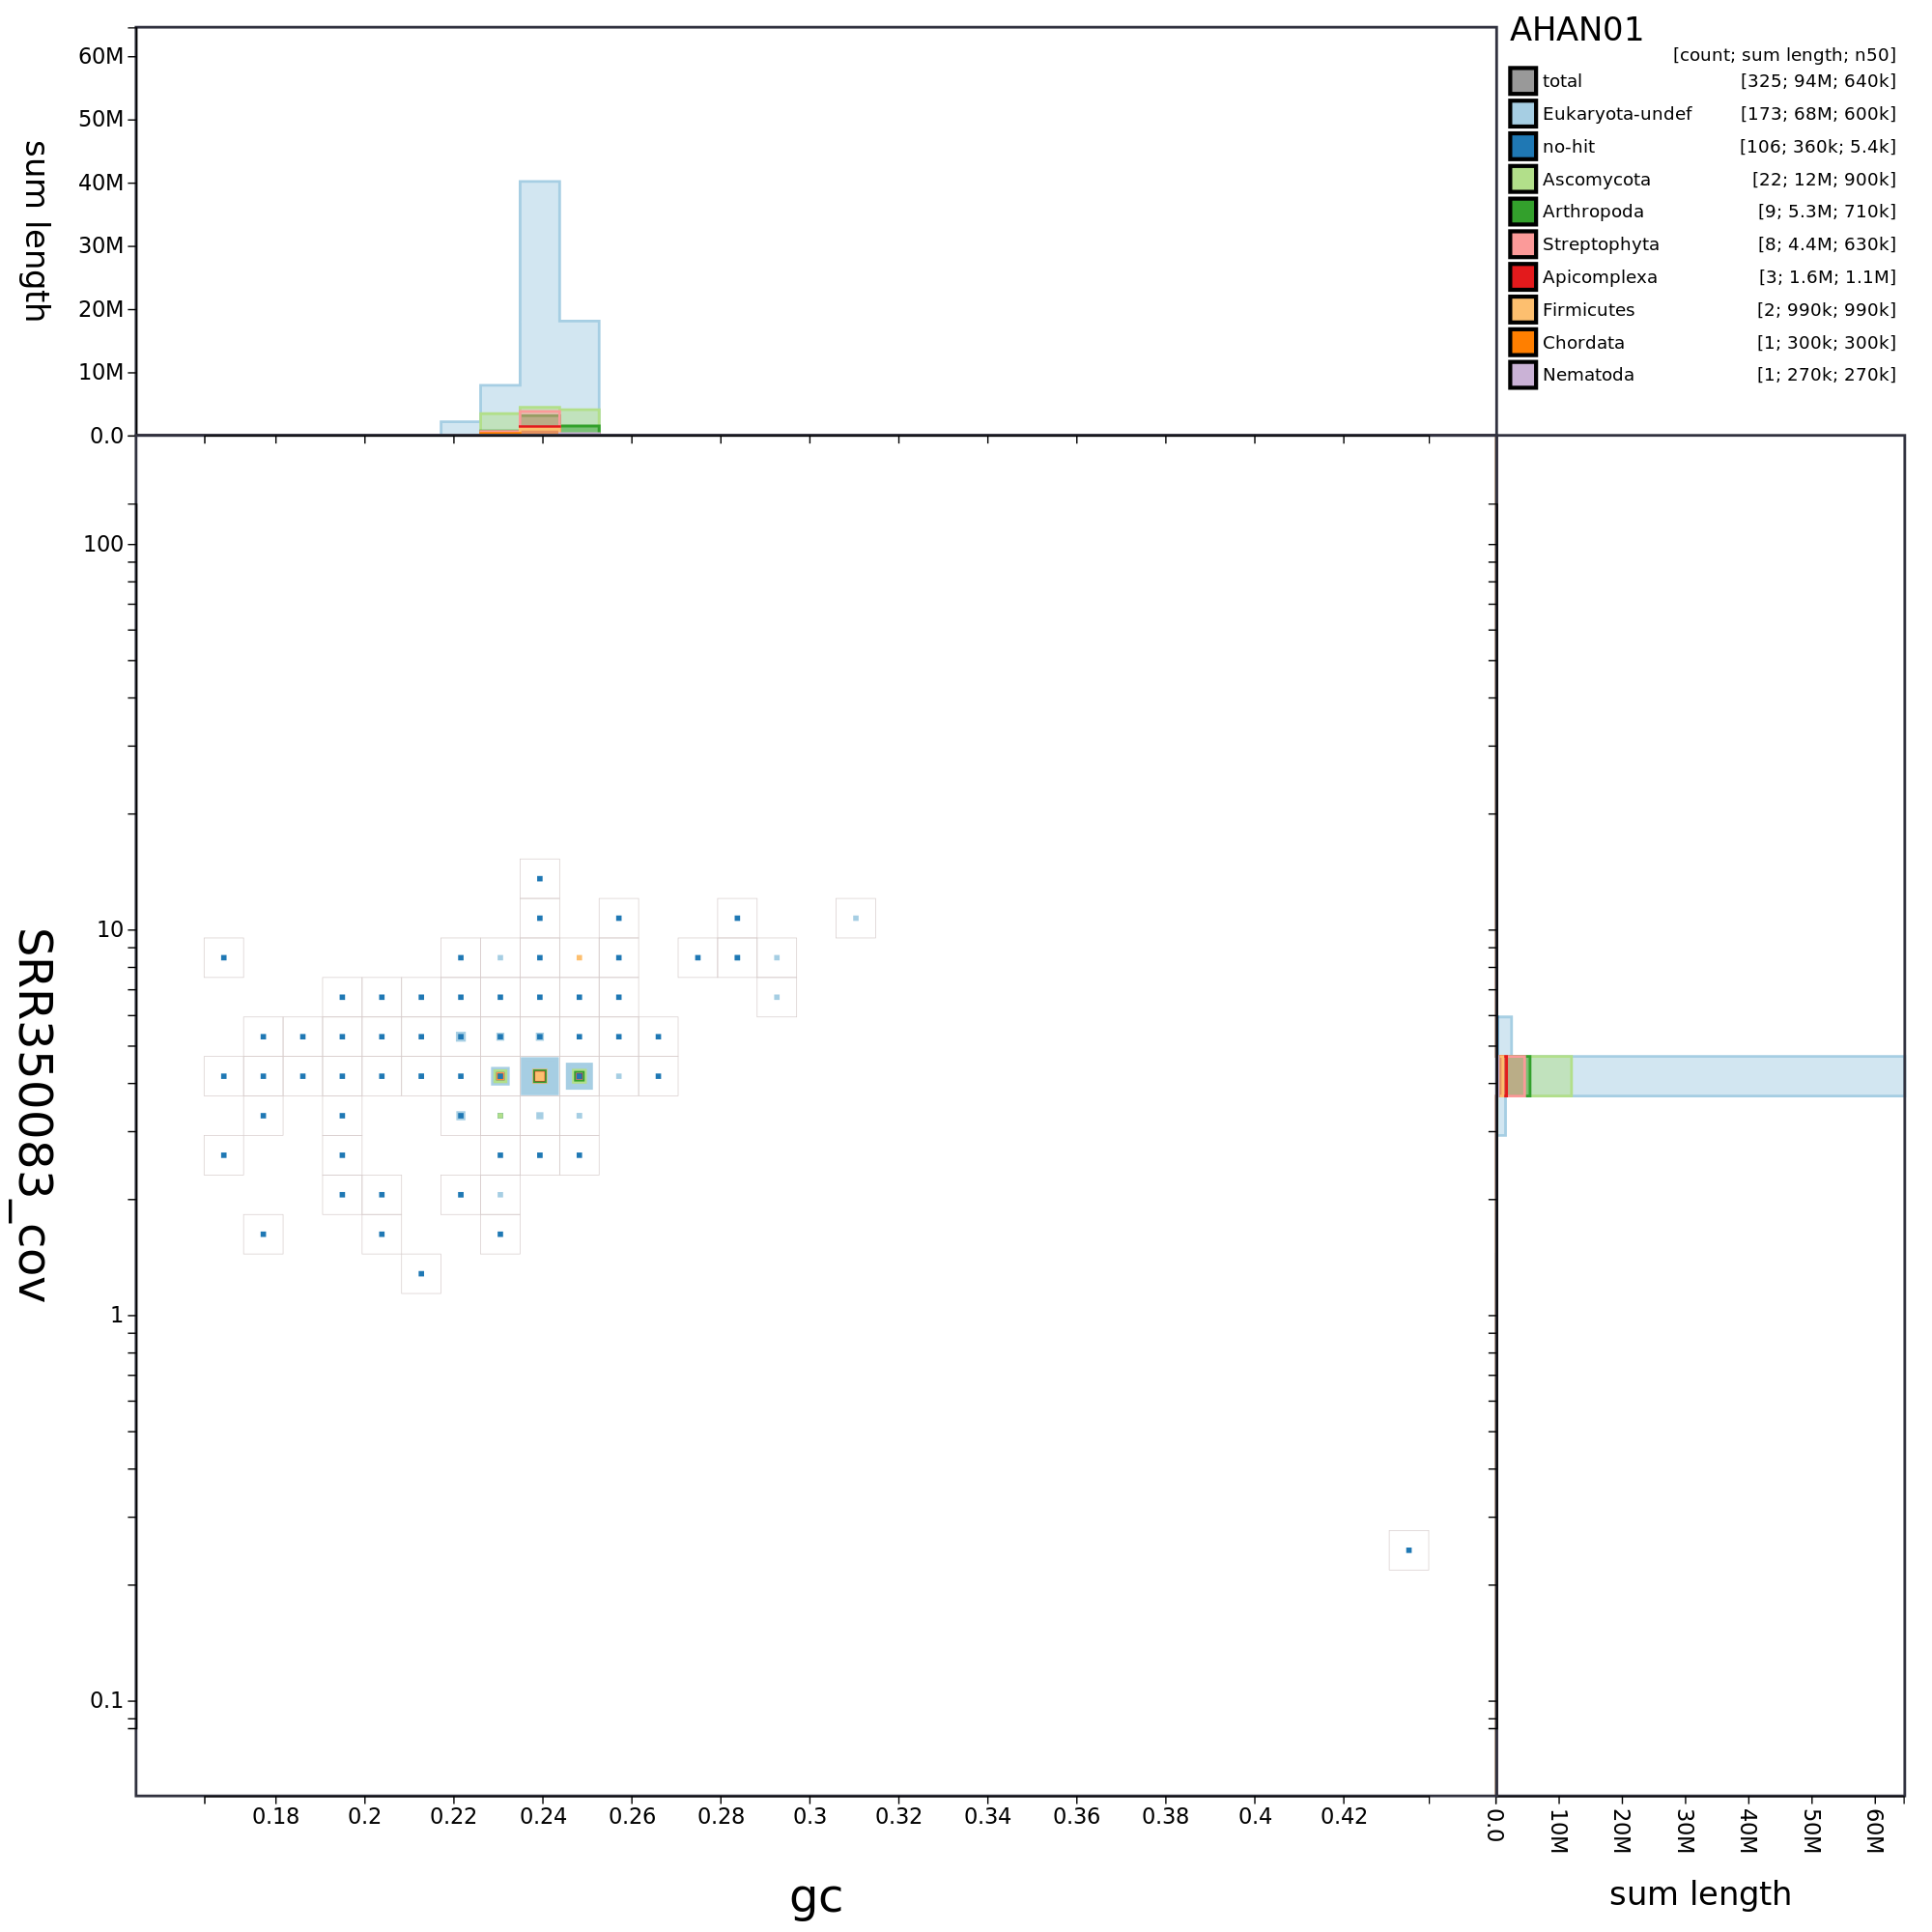 AHAN01
[count; sum length; n50]
total [325; 94M; 640k]
Eukaryota-undef [173; 68M; 600k]
no-hit [106; 360k; 5.4k]
Ascomycota [22; 12M; 900k]
Arthropoda [9; 5.3M; 710k]
Streptophyta [8; 4.4M; 630k]
Apicomplexa [3; 1.6M; 1.1M]
Firmicutes [2; 990k; 990k]
Chordata [1; 300k; 300k]
Nematoda [1; 270k; 270k]
sum length
60M
50M
40M
30M
20M
10M
0.0
SRR350083_cov
100
10
1
0.1
0.18 0.2 0.22 0.24 0.26 0.28 0.3 0.32 0.34 0.36 0.38 0.4 0.42
gc
0.0 10M 20M 30M 40M 50M 60M
sum length